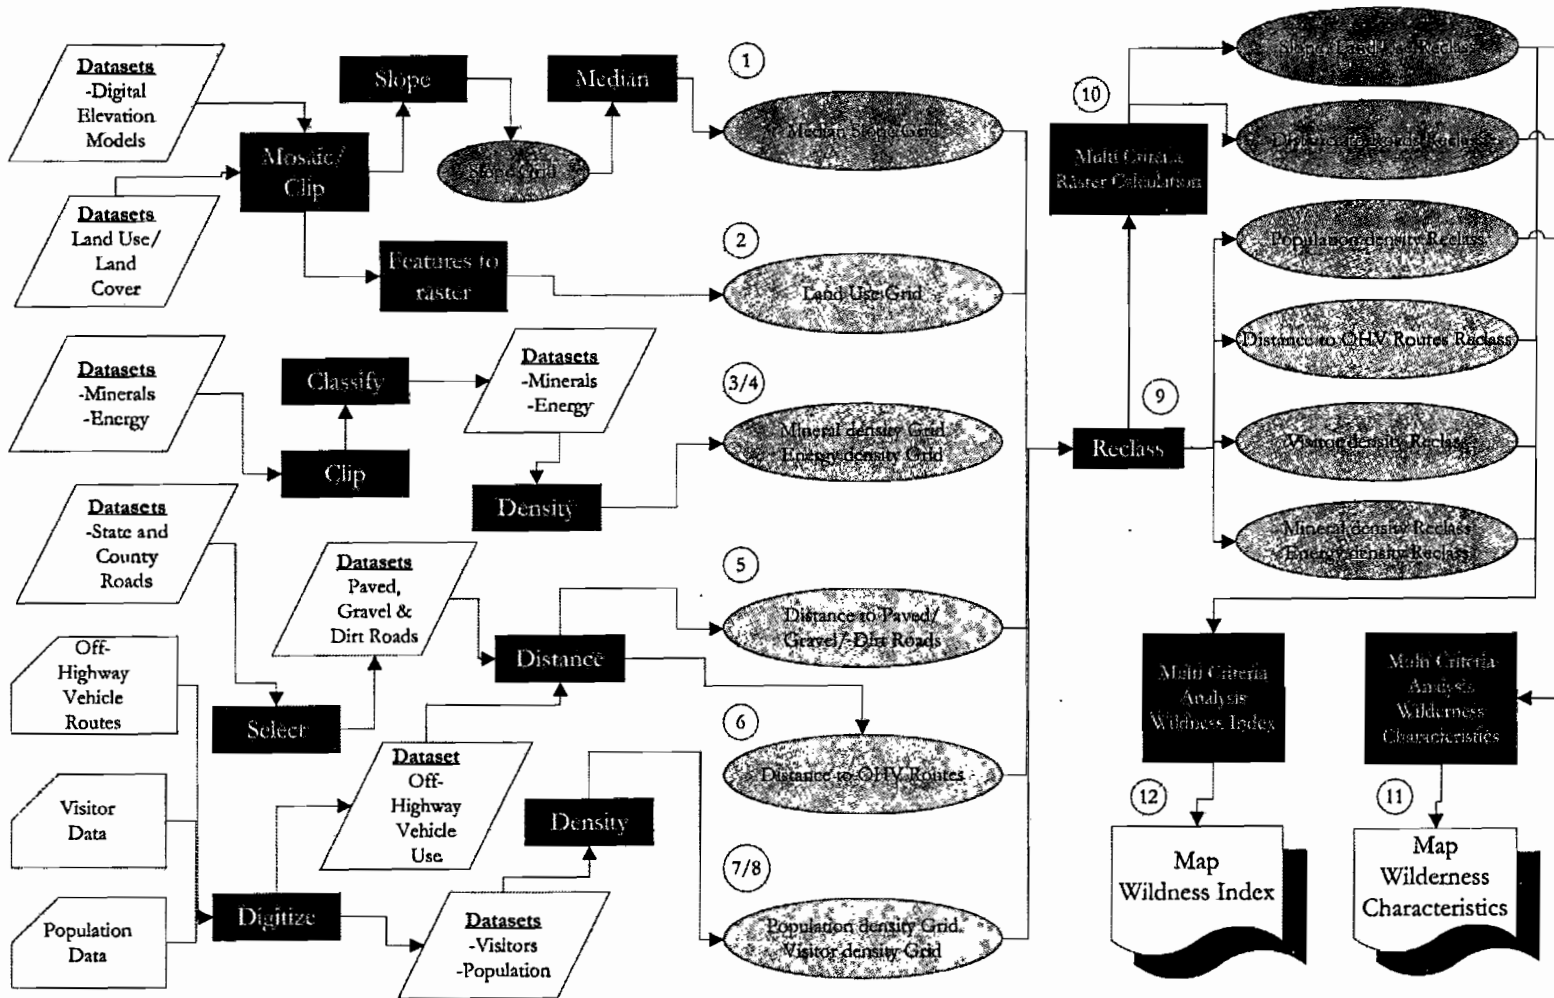 Datasets
-Digital
Elevation
Models
Datasets
Land Use/
Land
Cover
Mosaic/
Clip
Slope
Slope Grid
Median
1
Median Slope Grid
Features to
raster
2
Land Use Grid
Datasets
-Minerals
-Energy
Clip
Classify
Datasets
-Minerals
-Energy
Density
3/4
Mineral density Grid
Energy density Grid
Datasets
-State and
County
Roads
Select
Datasets
Paved,
Gravel &
Dirt Roads
Distance
5
Distance to Paved/
Gravel/ Dirt Roads
Off-
Highway
Vehicle
Routes
Visitor
Data
Population
Data
Digitize
Dataset
Off-
Highway
Vehicle
Use
6
Distance to OHV Routes
Datasets
-Visitors
-Population
Density
7/8
Population density Grid
Visitor density Grid
9
Reclass
10
Multi Criteria
Raster Calculation
Slope/Land Use Reclass
Distance to Roads Reclass
Population density Reclass
Distance to OHV Routes Reclass
Visitor density Reclass
Mineral density Reclass
Energy density Reclass
Multi Criteria
Analysis
Wildness Index
Multi Criteria
Analysis
Wilderness
Characteristics
12
Map
Wildness Index
11
Map
Wilderness
Characteristics